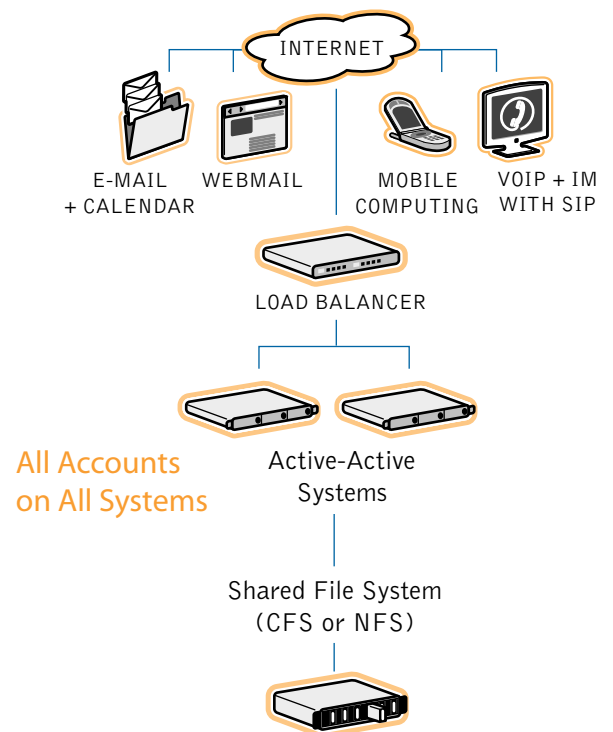 INTERNET
E-MAIL
+ CALENDAR
WEBMAIL
MOBILE
COMPUTING
VOIP + IM
WITH SIP
LOAD BALANCER
All Accounts
on All Systems
Active-Active
Systems
Shared File System
(CFS or NFS)